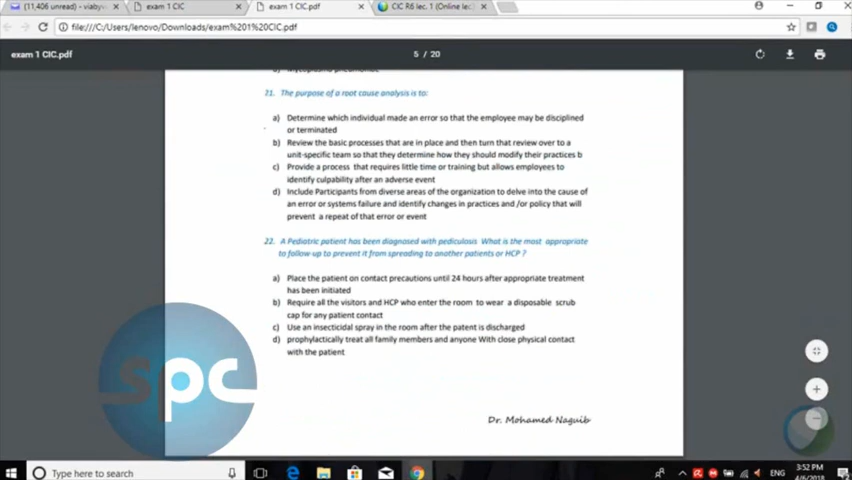 (11,406 unread) - viabyv
exam 1 CIC
exam 1 CIC.pdf
CIC R6 lec. 1 (Online lec
file:///C:/Users/lenovo/Downloads/exam%201%20CIC.pdf
exam 1 CIC.pdf
5 / 20
21. The purpose of a root cause analysis is to:
a) Determine which individual made an error so that the employee may be disciplined
or terminated
b) Review the basic processes that are in place and then turn that review over to a
unit-specific team so that they determine how they should modify their practices b
c) Provide a process that requires little time or training but allows employees to
identify culpability after an adverse event
d) Include Participants from diverse areas of the organization to delve into the cause of
an error or systems failure and identify changes in practices and /or policy that will
prevent a repeat of that error or event
22. A Pediatric patient has been diagnosed with pediculosis What is the most appropriate
to follow-up to prevent it from spreading to another patients or HCP ?
a) Place the patient on contact precautions until 24 hours after appropriate treatment
has been initiated
b) Require all the visitors and HCP who enter the room to wear a disposable scrub
cap for any patient contact
c) Use an insecticidal spray in the room after the patent is discharged
d) prophylactically treat all family members and anyone With close physical contact
with the patient
spc
Dr. Mohamed Naguib
Type here to search
ENG
3:52 PM
4/6/2018